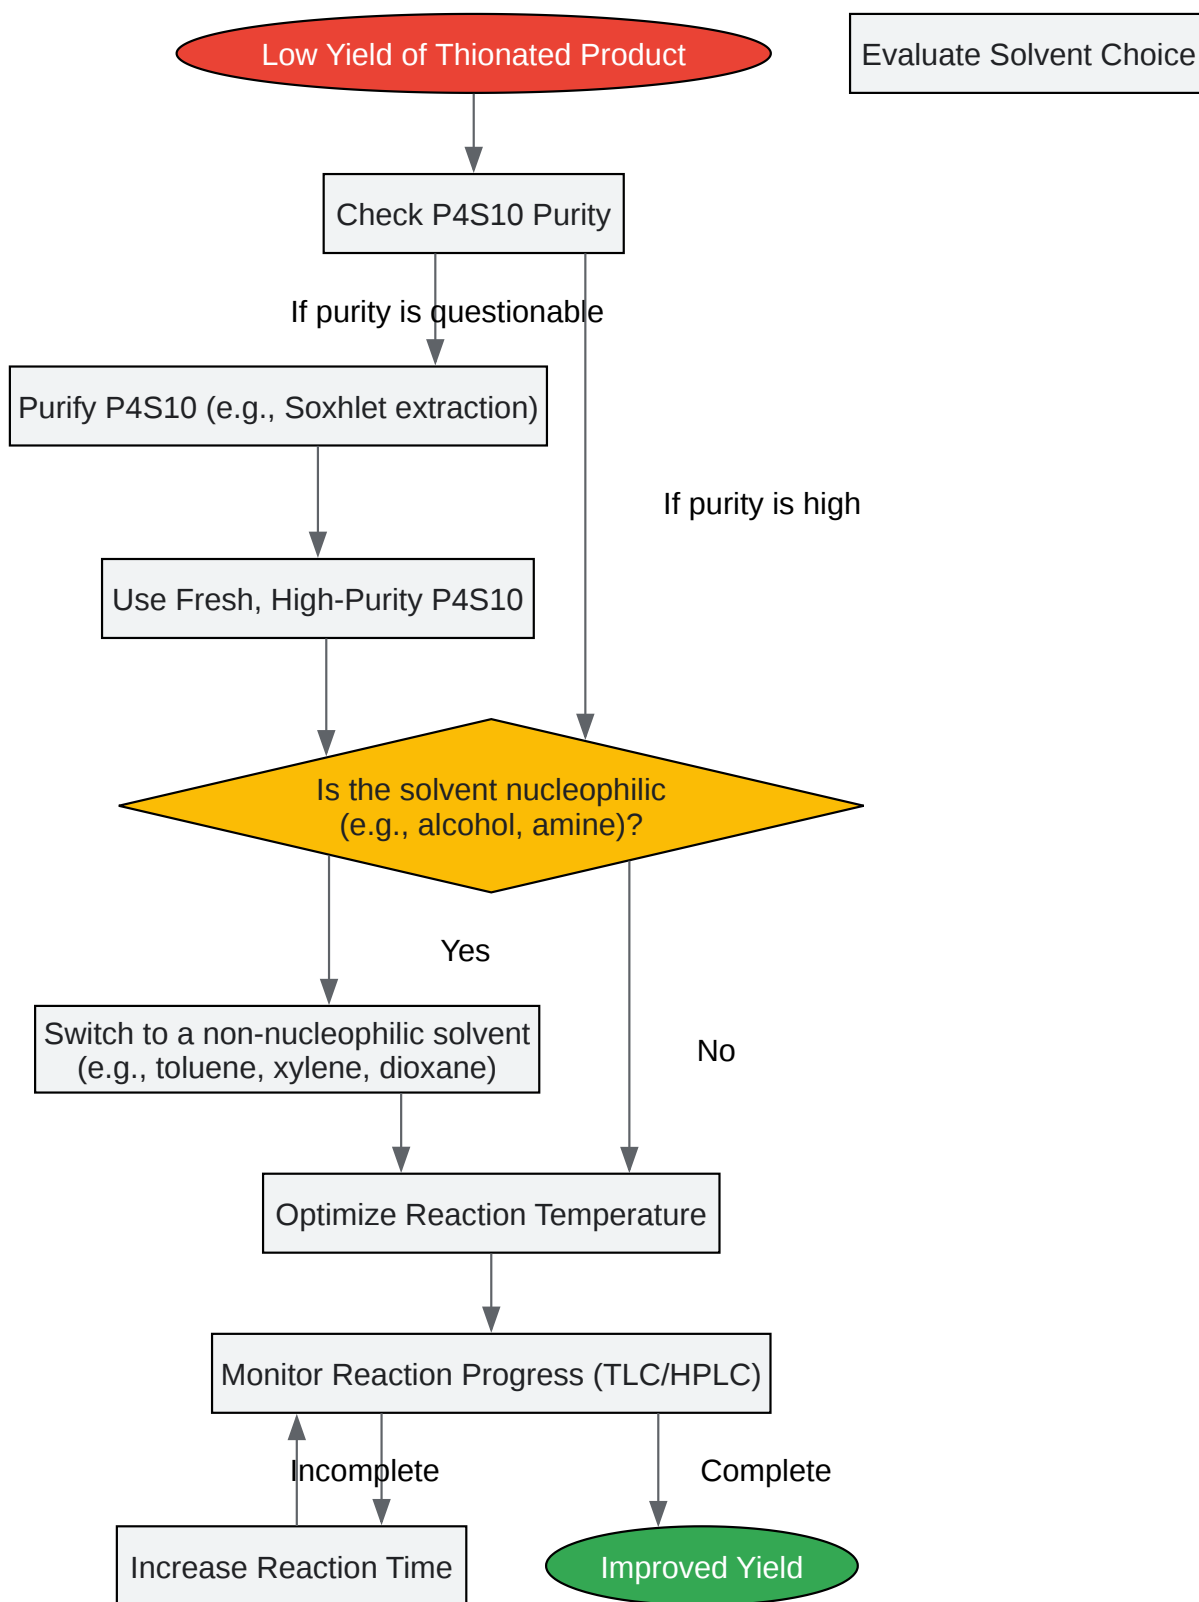 Low Yield of Thionated Product
Evaluate Solvent Choice
Check P4S10 Purity
If purity is questionable
Purify P4S10 (e.g., Soxhlet extraction)
If purity is high
Use Fresh, High-Purity P4S10
Is the solvent nucleophilic
(e.g., alcohol, amine)?
Yes
Switch to a non-nucleophilic solvent
(e.g., toluene, xylene, dioxane)
No
Optimize Reaction Temperature
Monitor Reaction Progress (TLC/HPLC)
Incomplete
Complete
Increase Reaction Time
Improved Yield